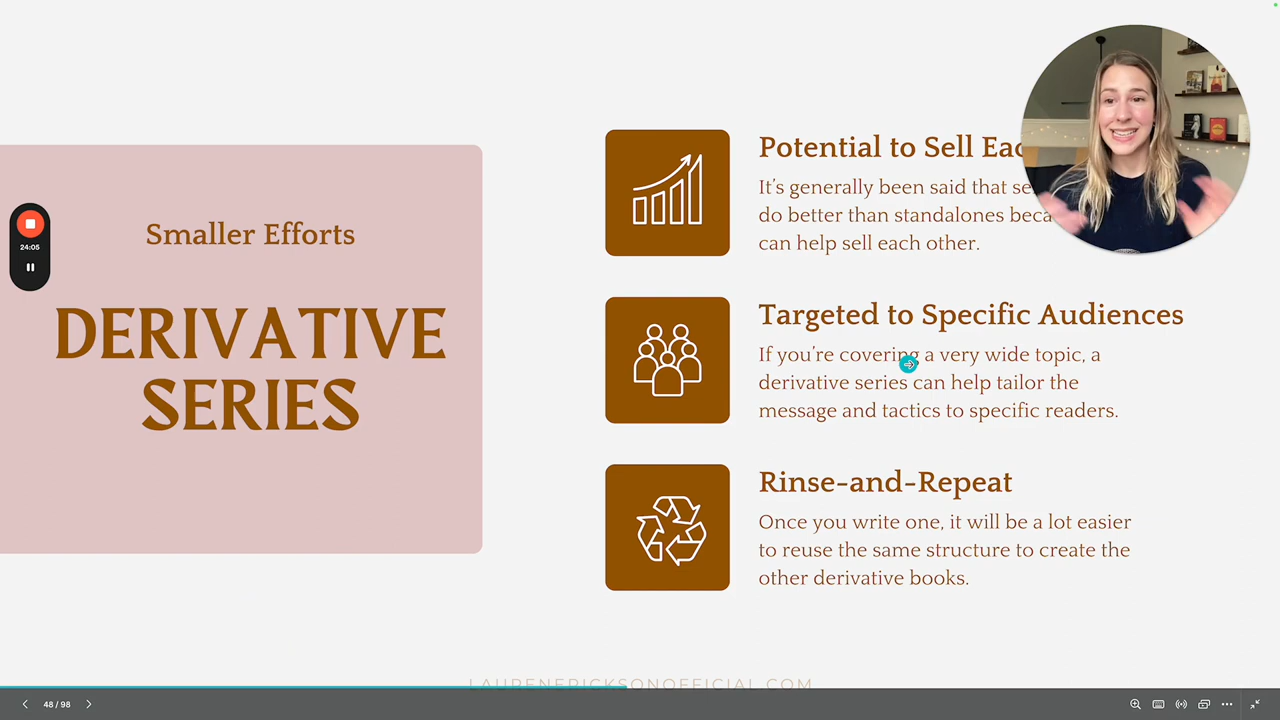 Smaller Efforts
DERIVATIVE
SERIES
24:05
Potential to Sell
It's generally been said that
do better than standalones
can help sell each other.
Targeted to Specific Audiences
If you're covering a very wide topic, a
derivative series can help tailor the
message and tactics to specific readers.
Rinse-and-Repeat
Once you write one, it will be a lot easier
to reuse the same structure to create the
other derivative books.
LAURENERICKSONOFFICIAL.COM
48 / 98